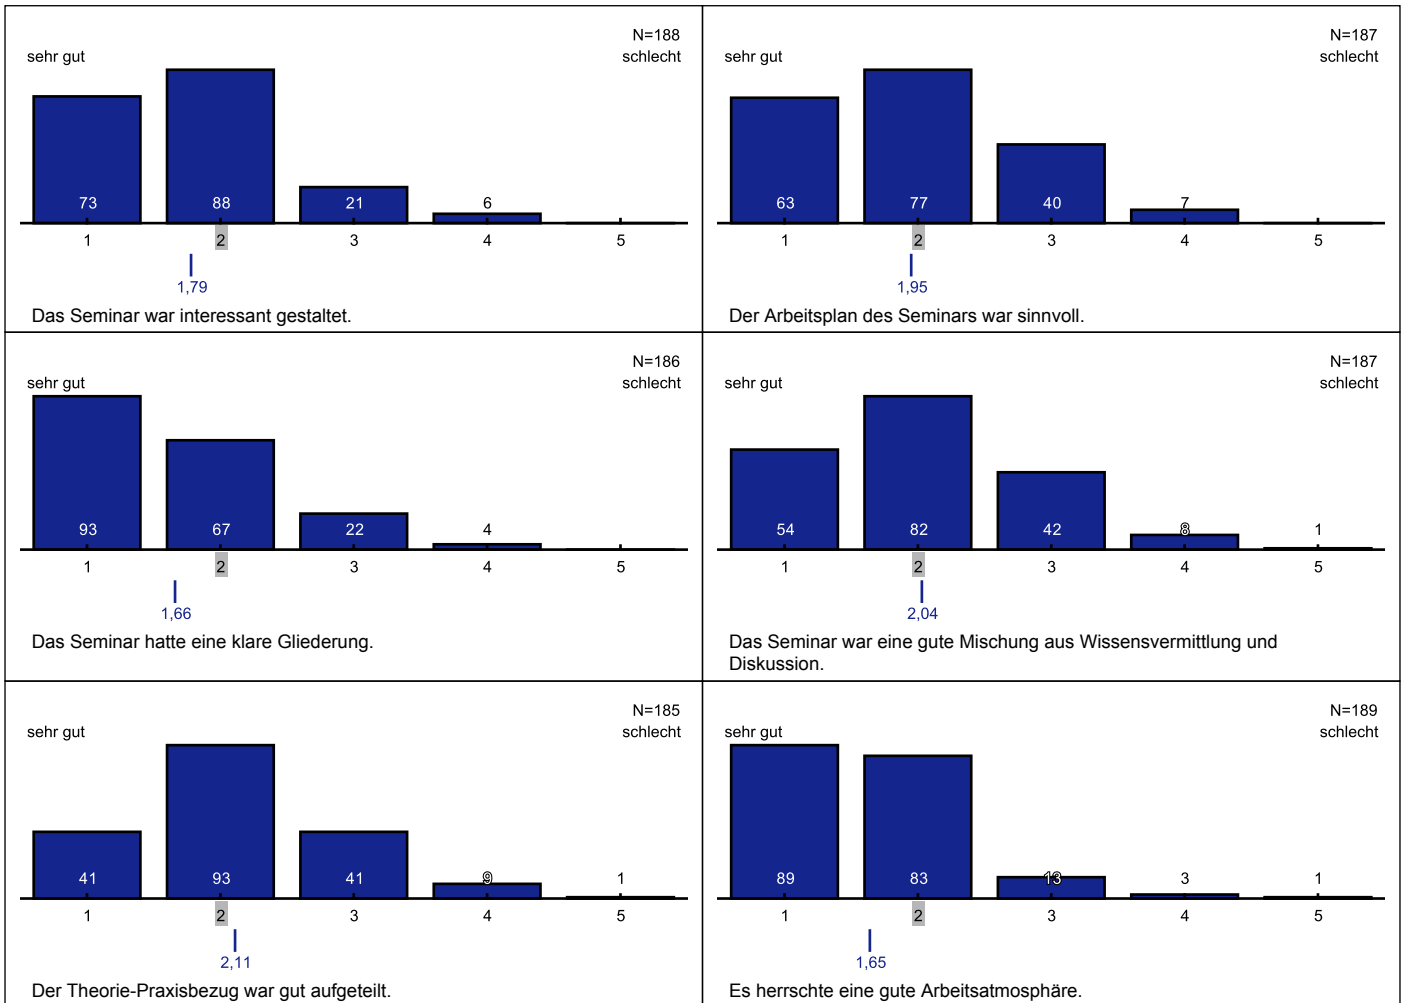 N=188
sehr gut schlecht
73 88 21 6
1 2 3 4 5
1,79
Das Seminar war interessant gestaltet.
N=187
sehr gut schlecht
63 77 40 7
1 2 3 4 5
1,95
Der Arbeitsplan des Seminars war sinnvoll.
N=186
sehr gut schlecht
93 67 22 4
1 2 3 4 5
1,66
Das Seminar hatte eine klare Gliederung.
N=187
sehr gut schlecht
54 82 42 8 1
1 2 3 4 5
2,04
Das Seminar war eine gute Mischung aus Wissensvermittlung und
Diskussion.
N=185
sehr gut schlecht
41 93 41 9 1
1 2 3 4 5
2,11
Der Theorie-Praxisbezug war gut aufgeteilt.
N=189
sehr gut schlecht
89 83 13 3 1
1 2 3 4 5
1,65
Es herrschte eine gute Arbeitsatmosphäre.